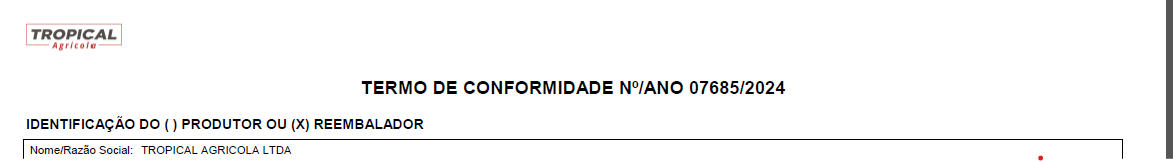 TROPICAL
Agrícola
TERMO DE CONFORMIDADE Nº/ANO 07685/2024
IDENTIFICAÇÃO DO ( ) PRODUTOR OU (X) REEMBALADOR
Nome/Razão Social: TROPICAL AGRICOLA LTDA